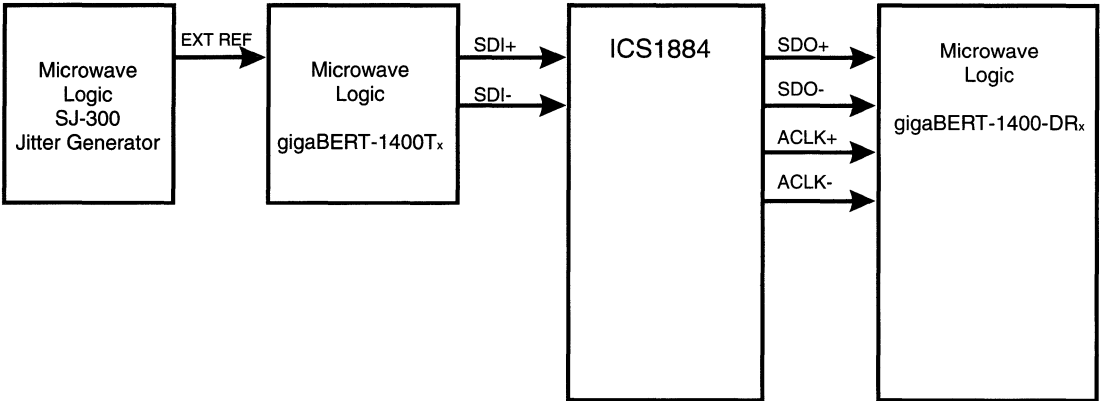 Microwave
Logic
SJ-300
Jitter Generator
EXT REF
Microwave
Logic
gigaBERT-1400Tx
SDI+
SDI-
ICS1884
SDO+
SDO-
ACLK+
ACLK-
Microwave
Logic
gigaBERT-1400-DRx